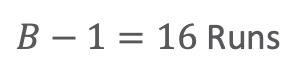 B − 1 = 16 Runs